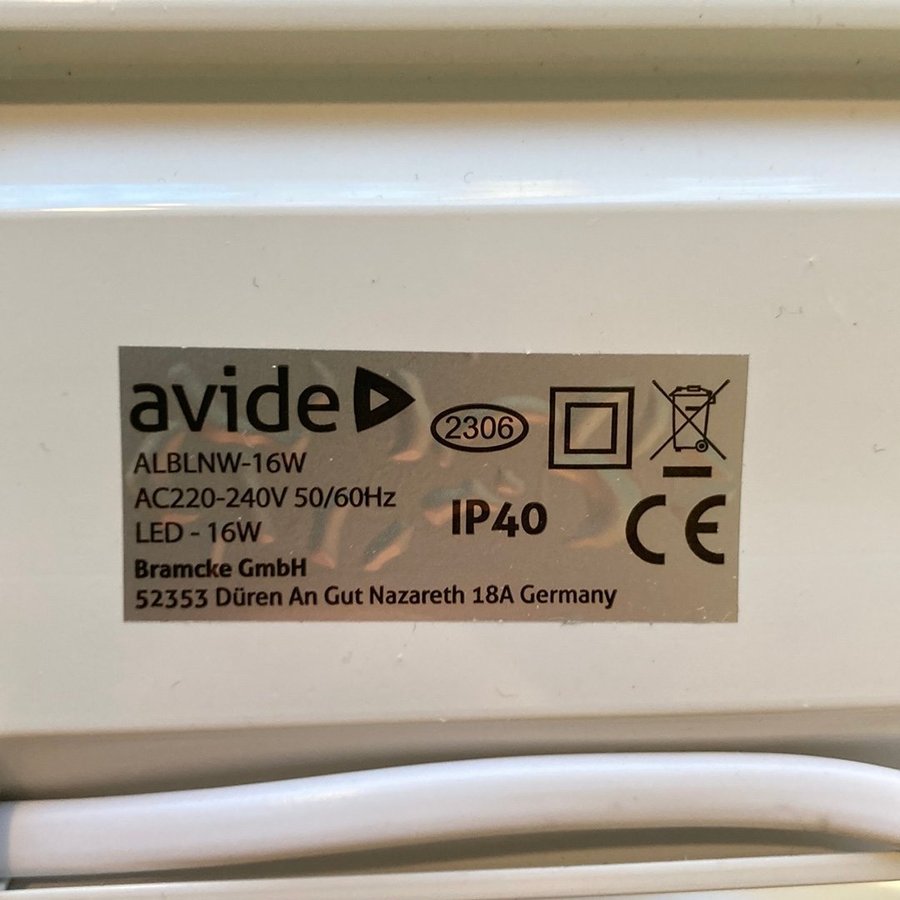 avide
2306
ALBLNW-16W
AC220-240V 50/60Hz
LED - 16W
IP40
CE
Bramcke GmbH
52353 Düren An Gut Nazareth 18A Germany